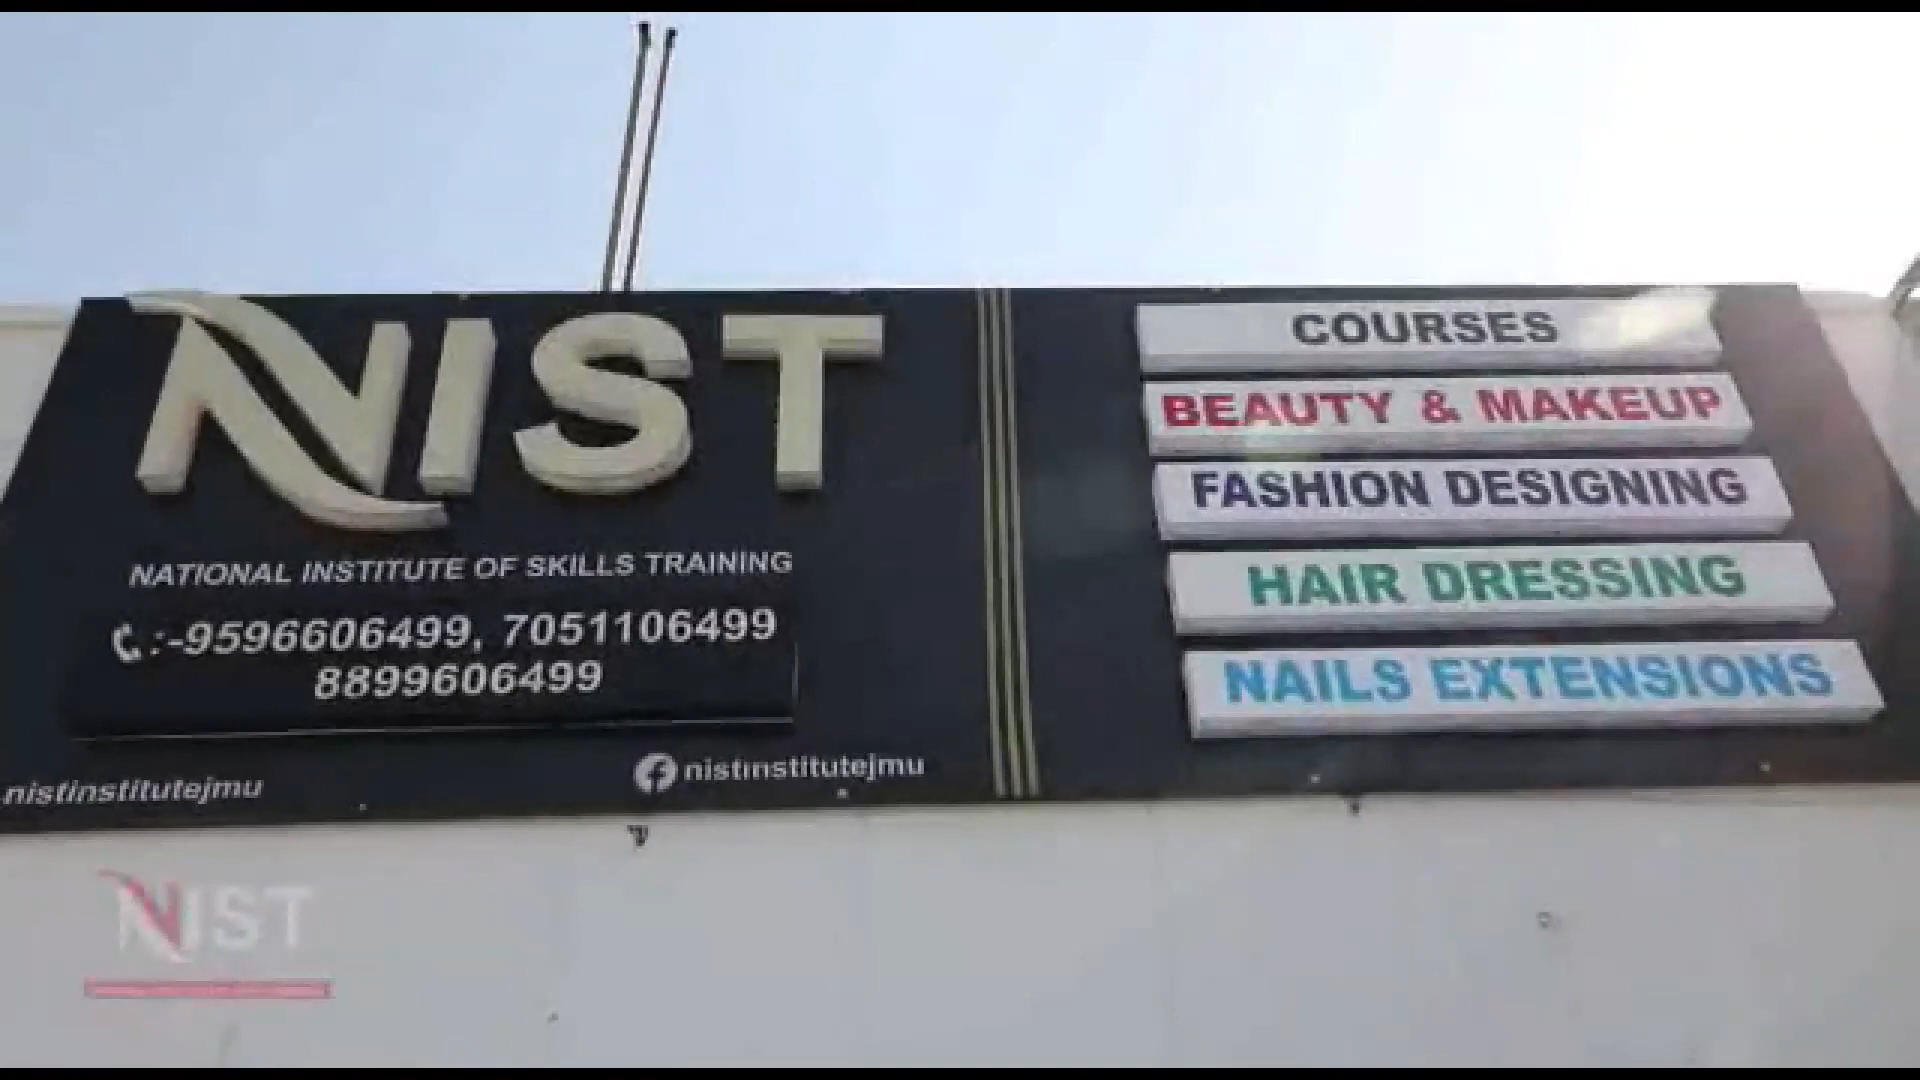 NIST
NATIONAL INSTITUTE OF SKILLS TRAINING
:-9596606499, 7051106499
8899606499
nistinstitutejmu
nistinstitutejmu
COURSES
BEAUTY & MAKEUP
FASHION DESIGNING
HAIR DRESSING
NAILS EXTENSIONS
NIST